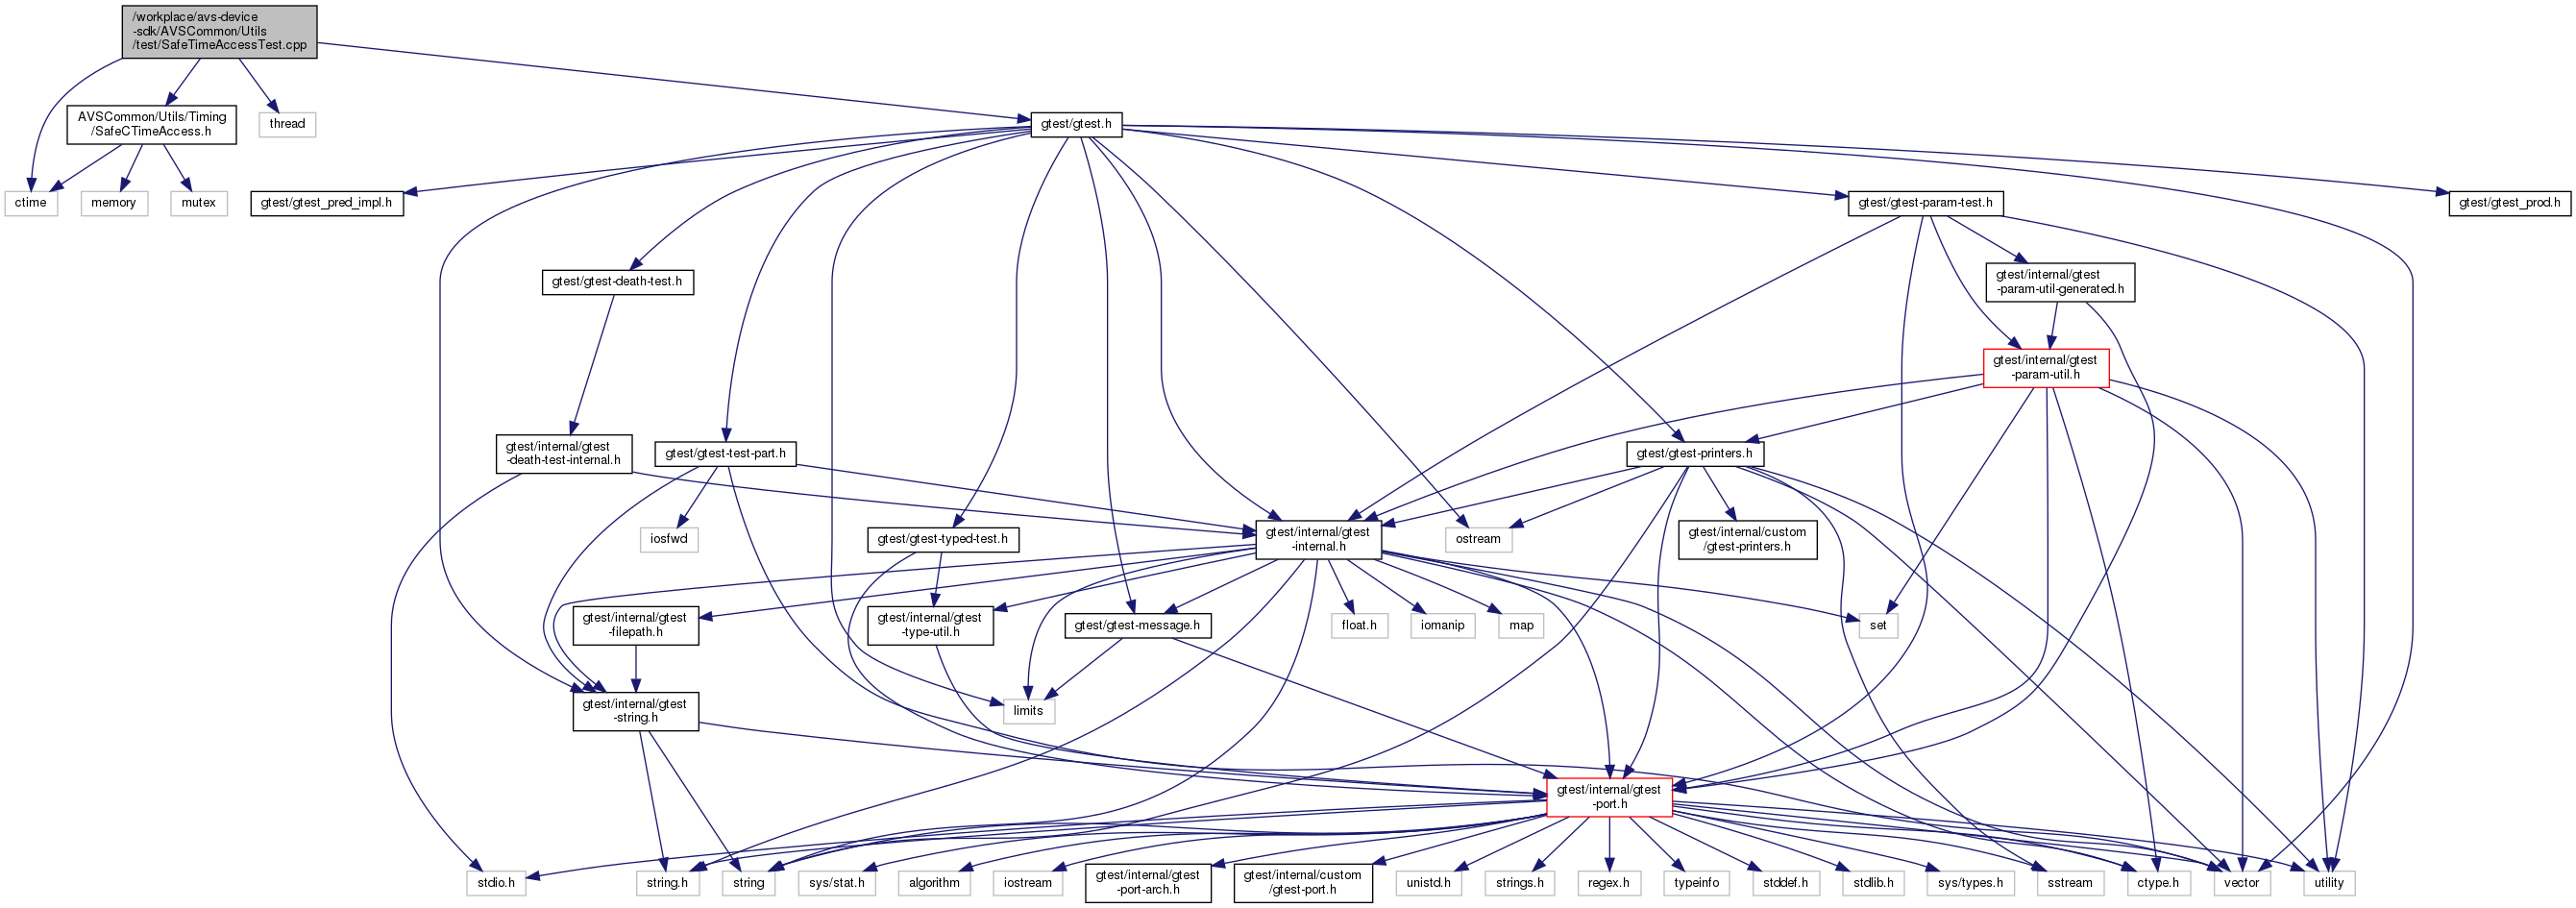 /workplace/avs-device
-sdk/AVSCommon/Utils
/test/SafeTimeAccessTest.cpp
AVSCommon/Utils/Timing
/SafeCTimeAccess.h
thread
gtest/gtest.h
ctime
memory
mutex
gtest/gtest_pred_impl.h
gtest/gtest-param-test.h
gtest/gtest_prod.h
gtest/gtest-death-test.h
gtest/internal/gtest
-param-util-generated.h
gtest/internal/gtest
-param-util.h
gtest/internal/gtest
-death-test-internal.h
gtest/gtest-test-part.h
gtest/gtest-printers.h
iosfwd
gtest/gtest-typed-test.h
gtest/internal/gtest
-internal.h
ostream
gtest/internal/custom
/gtest-printers.h
gtest/internal/gtest
-filepath.h
gtest/internal/gtest
-type-util.h
gtest/gtest-message.h
float.h
iomanip
map
set
gtest/internal/gtest
-string.h
limits
gtest/internal/gtest
-port.h
stdio.h
string.h
string
sys/stat.h
algorithm
iostream
gtest/internal/gtest
-port-arch.h
gtest/internal/custom
/gtest-port.h
unistd.h
strings.h
regex.h
typeinfo
stddef.h
stdlib.h
sys/types.h
sstream
ctype.h
vector
utility